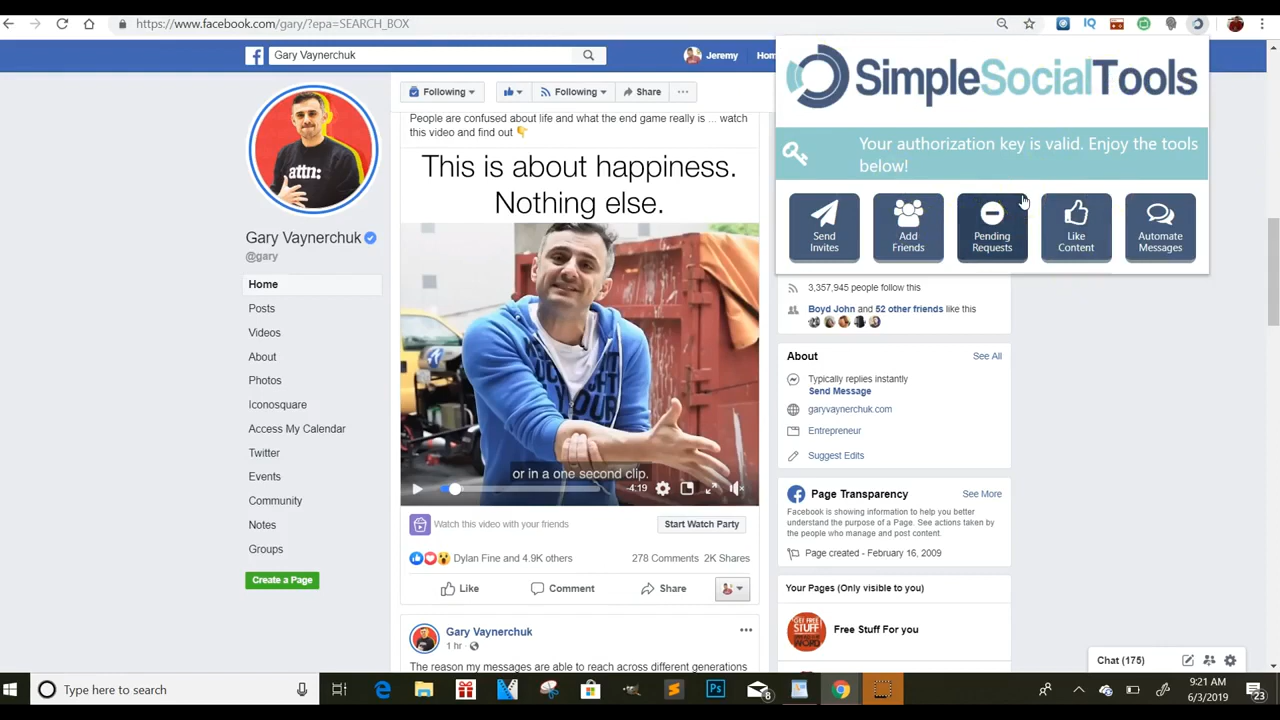 https://www.facebook.com/gary/?epa=SEARCH_BOX
Gary Vaynerchuk
Jeremy
Following
Following
Share
SimpleSocialTools
Your authorization key is valid. Enjoy the tools
below!
Send
Invites
Add
Friends
Pending
Requests
Like
Content
Automate
Messages
attn:
Gary Vaynerchuk
@gary
Home
Posts
Videos
About
Photos
Iconosquare
Access My Calendar
Twitter
Events
Community
Notes
Groups
Create a Page
People are confused about life and what the end game really is ... watch
this video and find out 👇
This is about happiness.
Nothing else.
or in a one second clip.
-4:19
Watch this video with your friends
Start Watch Party
Dylan Fine and 4.9K others
278 Comments 2K Shares
Like
Comment
Share
Gary Vaynerchuk
1 hr
The reason my messages are able to reach across different generations
3,357,945 people follow this
Boyd John and 52 other friends like this
About
See All
Typically replies instantly
Send Message
garyvaynerchuk.com
Entrepreneur
Suggest Edits
Page Transparency
See More
Facebook is showing information to help you better
understand the purpose of a Page. See actions taken by
the people who manage and post content.
Page created - February 16, 2009
Your Pages (Only visible to you)
Free Stuff For you
Chat (175)
Type here to search
8
Ps
9:21 AM
6/3/2019
23